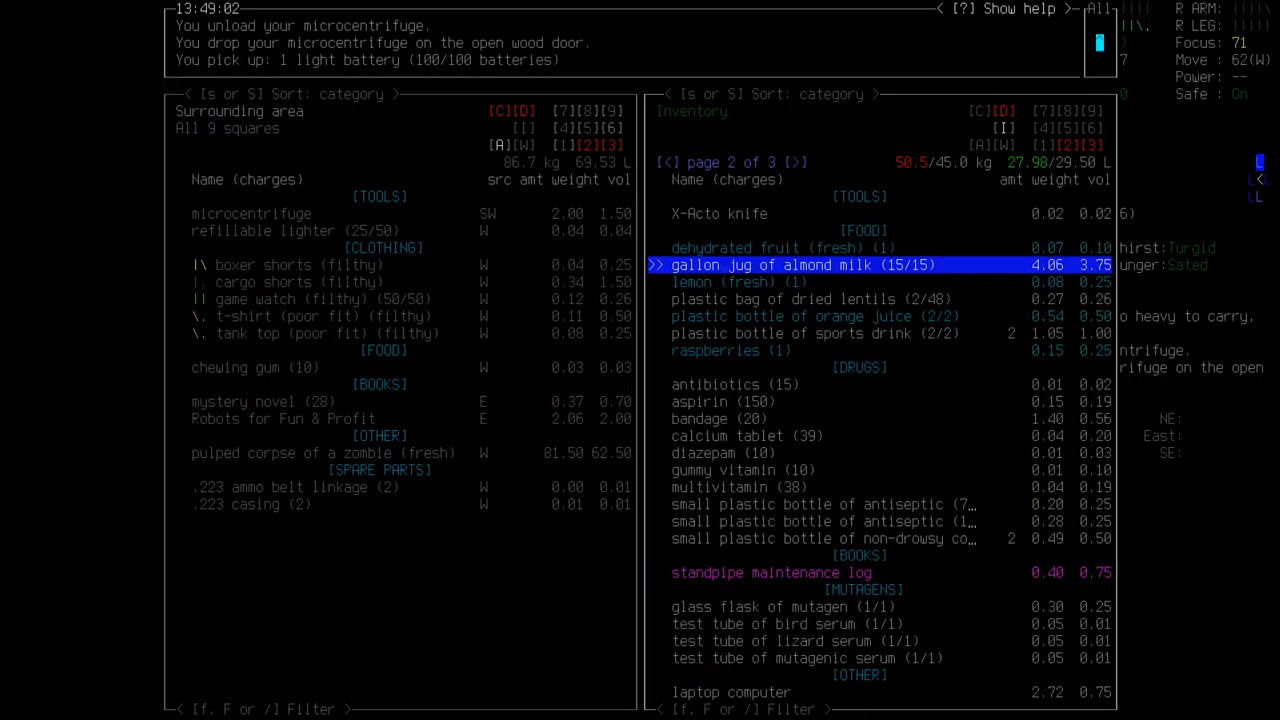 13:49:02 < [?] Show help > All
You unload your microcentrifuge.
You drop your microcentrifuge on the open wood door.
You pick up: 1 light battery (100/100 batteries)
R ARM:
R LEG:
Focus: 71
Move : 62(W)
Power: --
Safe : On
< [s or S] Sort: category >
Surrounding area [C][D] [7][8][9]
All 9 squares [I] [4][5][6]
[A][W] [1][2][3]
86.7 kg 69.53 L
Name (charges) src amt weight vol
[TOOLS]
microcentrifuge SW 2.00 1.50
refillable lighter (25/50) W 0.04 0.04
[CLOTHING]
|\ boxer shorts (filthy) W 0.04 0.25
|. cargo shorts (filthy) W 0.34 1.50
|| game watch (filthy) (50/50) W 0.12 0.26
\. t-shirt (poor fit) (filthy) W 0.11 0.50
\. tank top (poor fit) (filthy) W 0.08 0.25
[FOOD]
chewing gum (10) W 0.03 0.03
[BOOKS]
mystery novel (28) E 0.37 0.70
Robots for Fun & Profit E 2.06 2.00
[OTHER]
pulped corpse of a zombie (fresh) W 81.50 62.50
[SPARE PARTS]
.223 ammo belt linkage (2) W 0.00 0.01
.223 casing (2) W 0.01 0.01
< [f, F or /] Filter >
< [s or S] Sort: category >
Inventory [C][D] [7][8][9]
[I] [4][5][6]
[A][W] [1][2][3]
[<] page 2 of 3 [>] 50.5/45.0 kg 27.98/29.50 L
Name (charges) amt weight vol
[TOOLS]
X-Acto knife 0.02 0.02
[FOOD]
dehydrated fruit (fresh) (1) 0.07 0.10
>> gallon jug of almond milk (15/15) 4.06 3.75
lemon (fresh) (1) 0.08 0.25
plastic bag of dried lentils (2/48) 0.27 0.26
plastic bottle of orange juice (2/2) 0.54 0.50
plastic bottle of sports drink (2/2) 2 1.05 1.00
raspberries (1) 0.15 0.25
[DRUGS]
antibiotics (15) 0.01 0.02
aspirin (150) 0.15 0.19
bandage (20) 1.40 0.56
calcium tablet (39) 0.04 0.20
diazepam (10) 0.01 0.03
gummy vitamin (10) 0.01 0.10
multivitamin (38) 0.04 0.19
small plastic bottle of antiseptic (7… 0.20 0.25
small plastic bottle of antiseptic (1… 0.28 0.25
small plastic bottle of non-drowsy co… 2 0.49 0.50
[BOOKS]
standpipe maintenance log 0.40 0.75
[MUTAGENS]
glass flask of mutagen (1/1) 0.30 0.25
test tube of bird serum (1/1) 0.05 0.01
test tube of lizard serum (1/1) 0.05 0.01
test tube of mutagenic serum (1/1) 0.05 0.01
[OTHER]
laptop computer 2.72 0.75
< [f, F or /] Filter >
6)
hirst:Turgid
unger:Sated
o heavy to carry,
ntrifuge.
rifuge on the open
NE:
East:
SE: